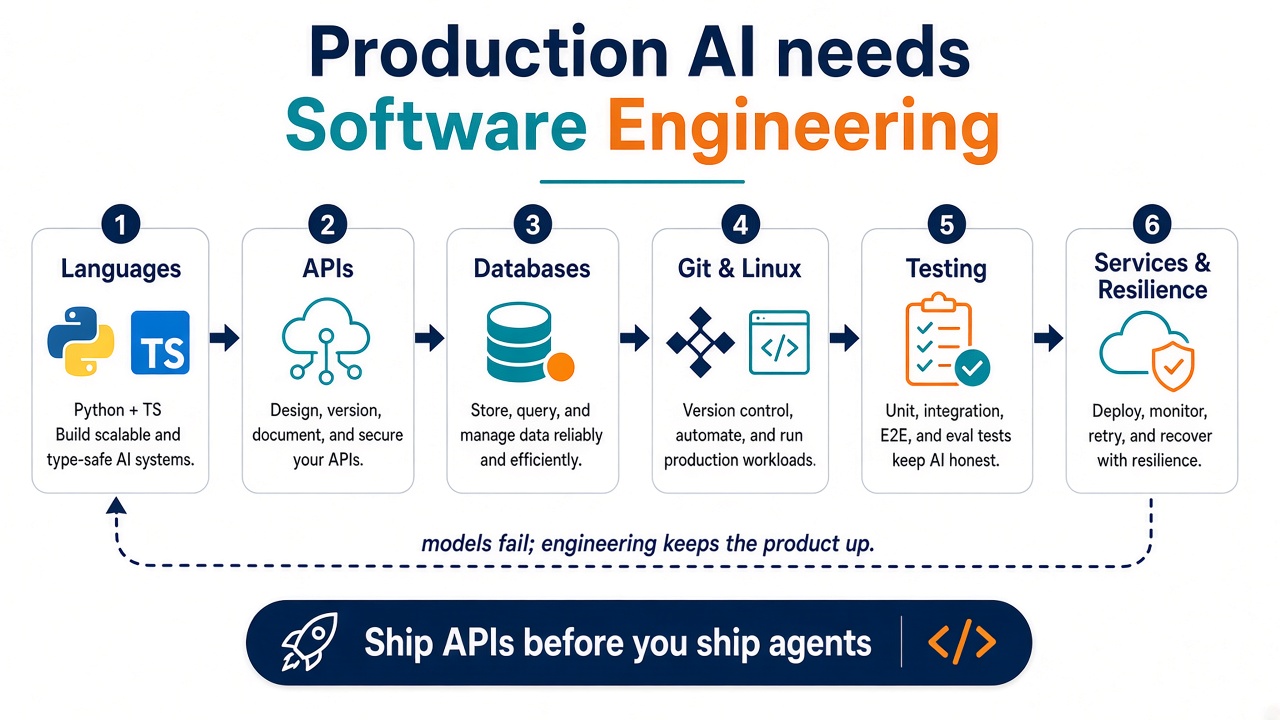 Production AI needs
Software Engineering
1
Languages
TS
Python + TS
Build scalable and
type-safe AI systems.
2
APIs
Design, version,
document, and secure
your APIs.
3
Databases
Store, query, and
manage data reliably
and efficiently.
4
Git & Linux
</>
Version control,
automate, and run
production workloads.
5
Testing
Unit, integration,
E2E, and eval tests
keep AI honest.
6
Services &
Resilience
Deploy, monitor,
retry, and recover
with resilience.
models fail; engineering keeps the product up.
Ship APIs before you ship agents
</>